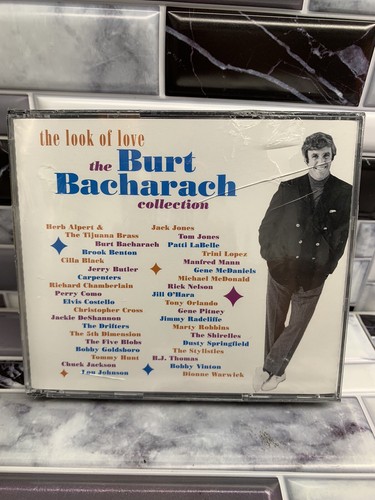 the look of love
the Burt
Bacharach
collection
Herb Alpert &
The Tijuana Brass
Burt Bacharach
Brook Benton
Cilla Black
Jerry Butler
Carpenters
Richard Chamberlain
Perry Como
Elvis Costello
Christopher Cross
Jackie DeShannon
The Drifters
The 5th Dimension
The Five Blobs
Bobby Goldsboro
Tommy Hunt
Chuck Jackson
Lou Johnson
Jack Jones
Tom Jones
Patti LaBelle
Trini Lopez
Manfred Mann
Gene McDaniels
Michael McDonald
Rick Nelson
Jill O'Hara
Tony Orlando
Gene Pitney
Jimmy Radcliffe
Marty Robbins
The Shirelles
Dusty Springfield
The Stylistics
B.J. Thomas
Bobby Vinton
Dionne Warwick